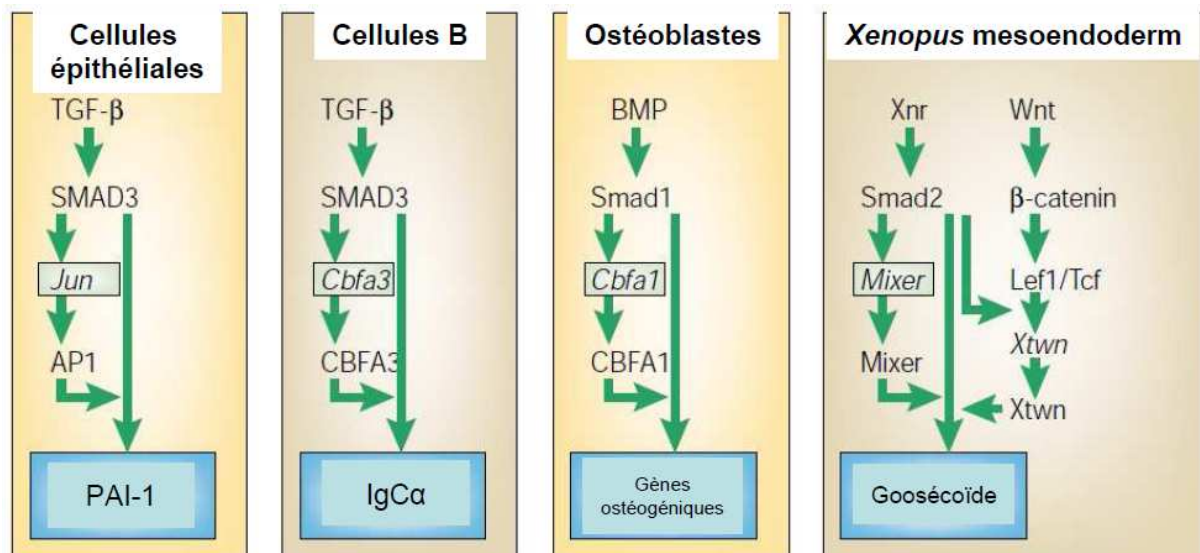 Cellules
épithéliales
TGF-β
SMAD3
Jun
AP1
PAI-1
Cellules B
TGF-β
SMAD3
Cbfa3
CBFA3
IgCα
Ostéoblastes
BMP
Smad1
Cbfa1
CBFA1
Gènes
ostéogéniques
Xenopus mesoendoderm
Xnr
Wnt
Smad2
β-catenin
Mixer
Lef1/Tcf
Xtwn
Mixer
Xtwn
Goosécoïde